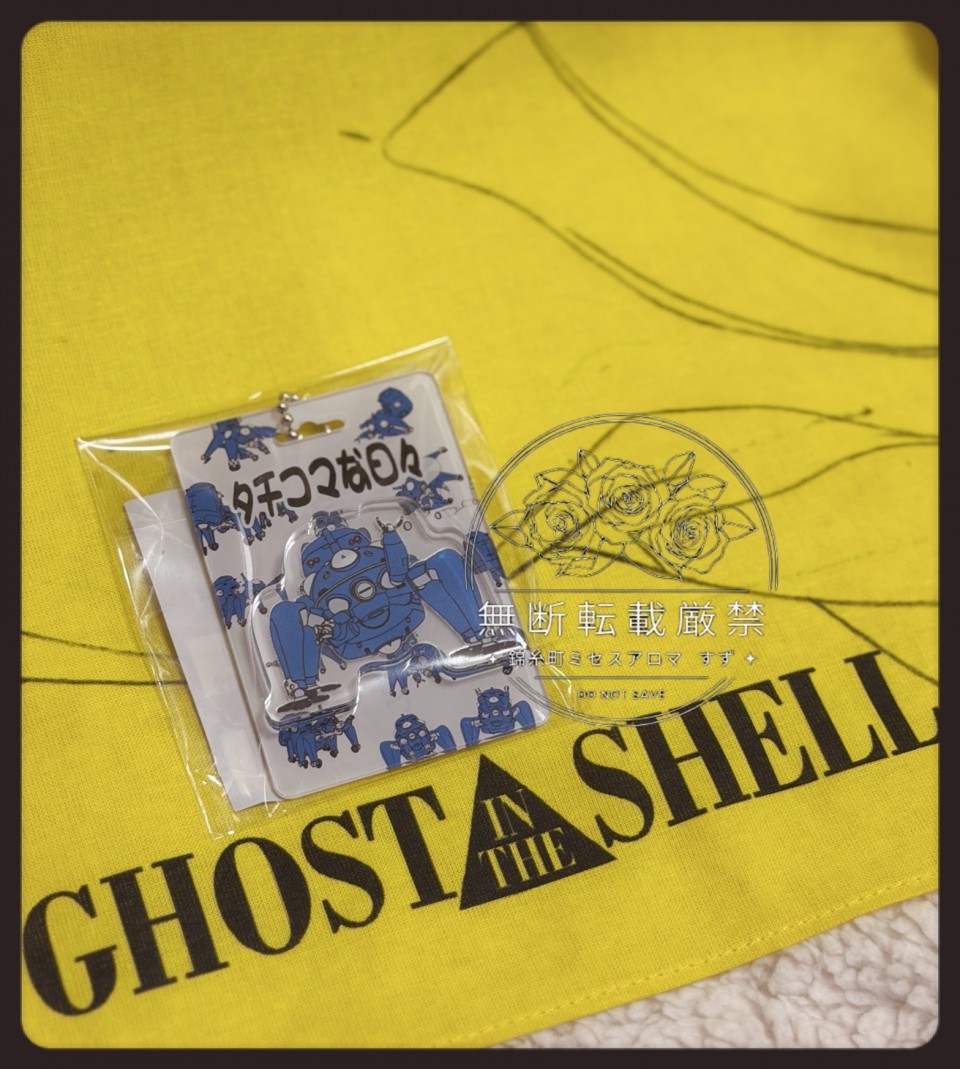 タチコマな日々
無断転載厳禁
✦ 錦糸町ミセスアロマ すず ✦
DO NOT SAVE
GHOST IN THE SHELL